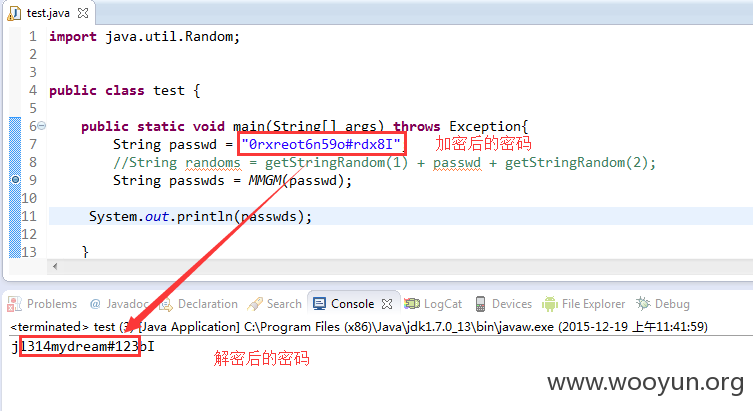 test.java
1 import java.util.Random;
2
3
4 public class test {
5
6 public static void main(String[] args) throws Exception{
7 String passwd = "0rxreot6n59o#rdx8I"; 加密后的密码
8 //String randoms = getStringRandom(1) + passwd + getStringRandom(2);
9 String passwds = MMGM(passwd);
10
11 System.out.println(passwds);
12
13 }
Problems @ Javadoc Declaration Search Console LogCat Devices File Explorer Debug
<terminated> test (3) [Java Application] C:\Program Files (x86)\Java\jdk1.7.0_13\bin\javaw.exe (2015-12-19 上午11:41:59)
jl314mydream#123bI
解密后的密码
www.wooyun.org